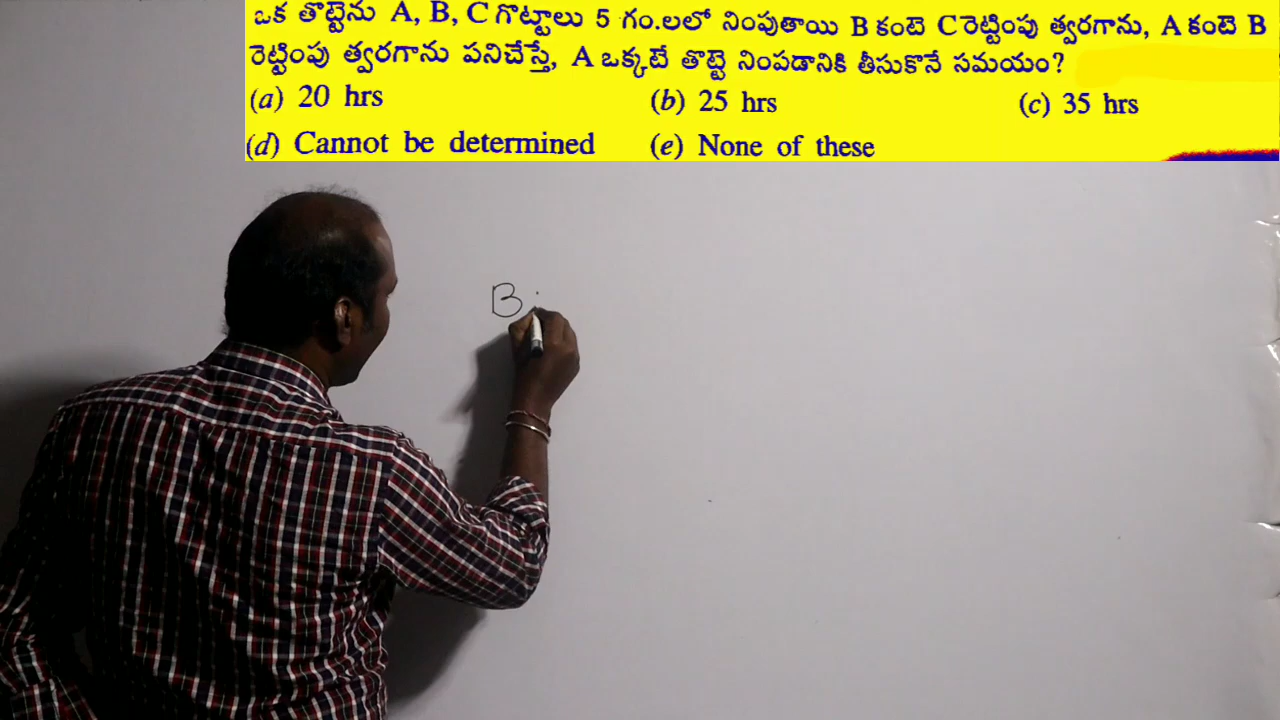 ఒక తొట్టెను A, B, C గొట్టాలు 5 గం.లలో నింపుతాయి B కంటె C రెట్టింపు త్వరగాను, A కంటె B
రెట్టింపు త్వరగాను పనిచేస్తే, A ఒక్కటే తొట్టె నింపడానికి తీసుకొనే సమయం?
(a) 20 hrs (b) 25 hrs (c) 35 hrs
(d) Cannot be determined (e) None of these
B